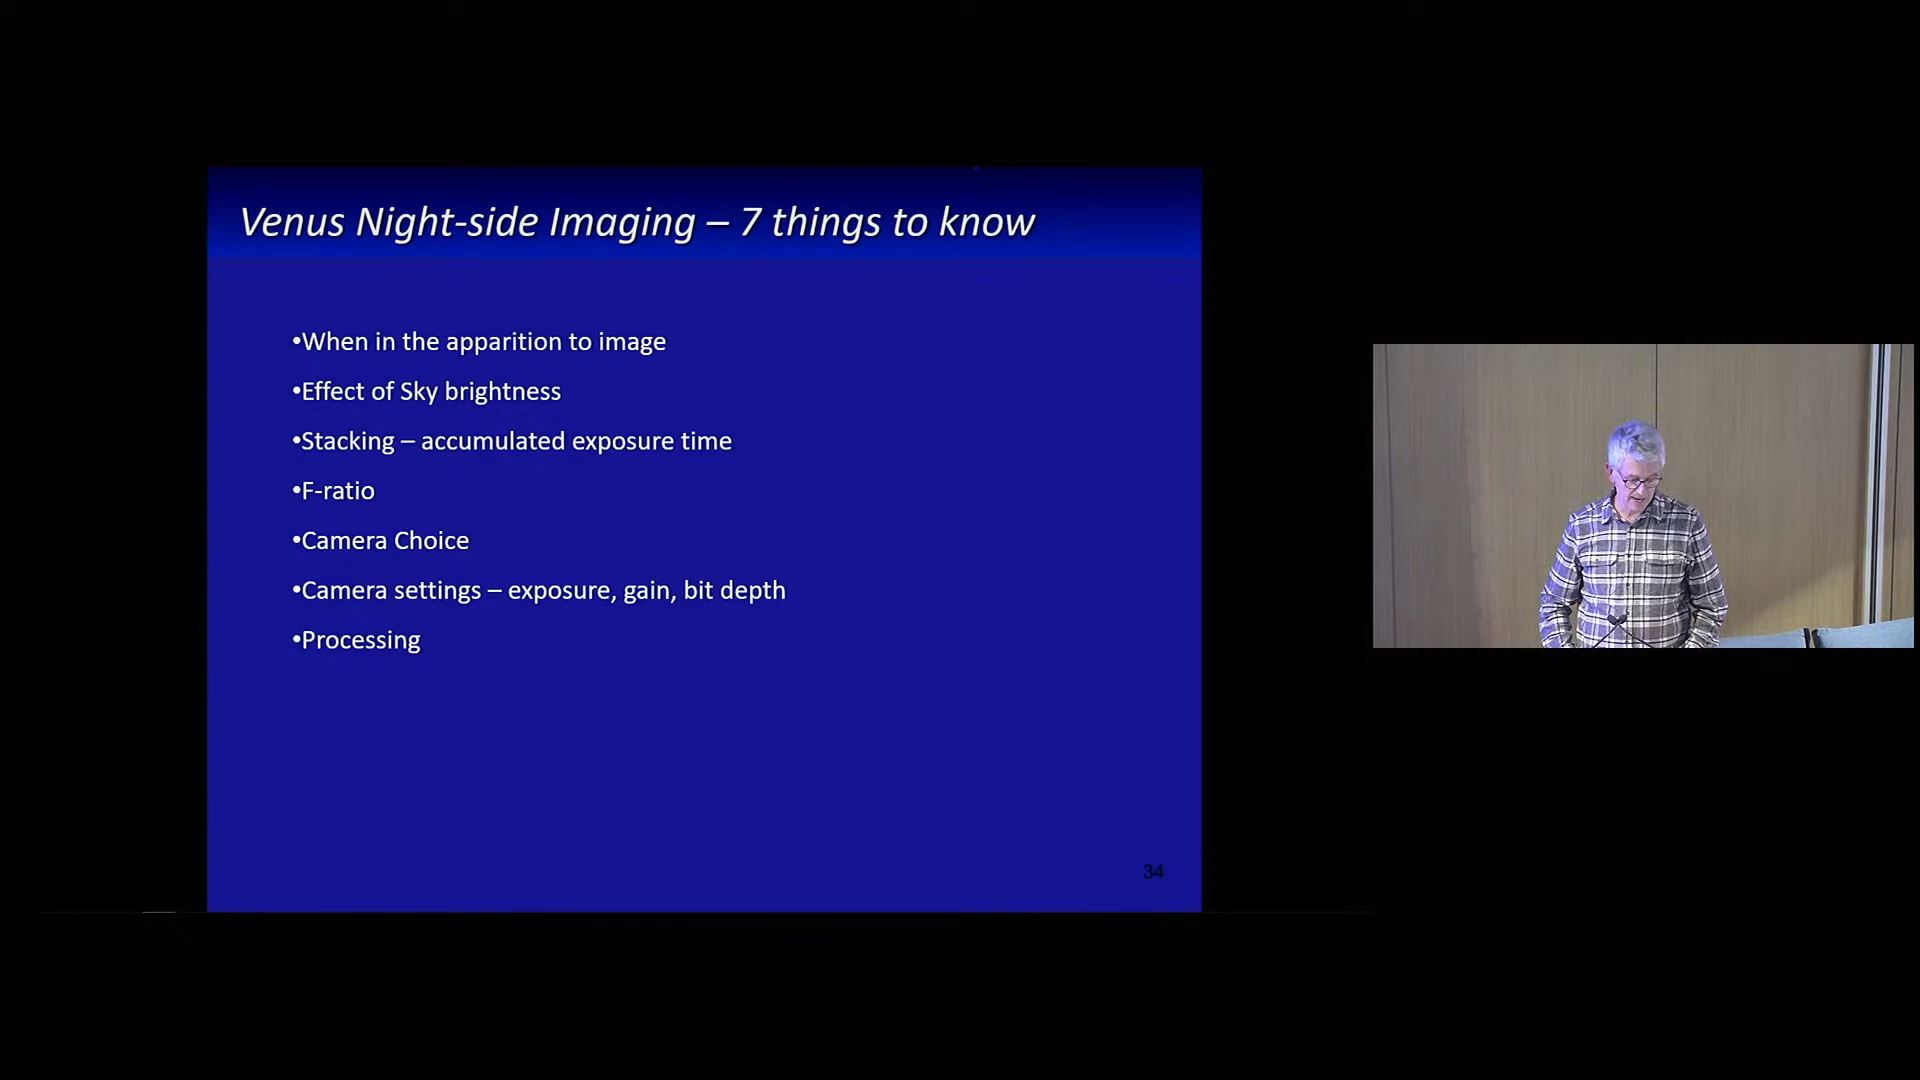 Venus Night-side Imaging – 7 things to know
•When in the apparition to image
•Effect of Sky brightness
•Stacking – accumulated exposure time
•F-ratio
•Camera Choice
•Camera settings – exposure, gain, bit depth
•Processing
34